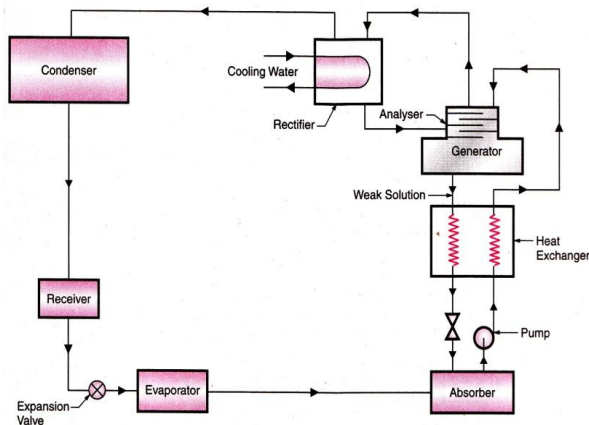 Condenser
Cooling Water
Rectifier
Analyser
Generator
Weak Solution
Heat
Exchanger
Receiver
Pump
Expansion
Valve
Evaporator
Absorber